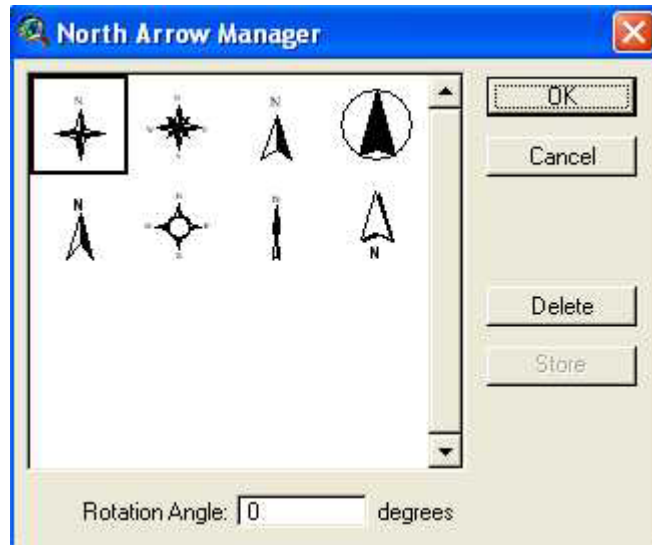 North Arrow Manager
OK
Cancel
N
N
N
N
Delete
Store
Rotation Angle: 0 degrees